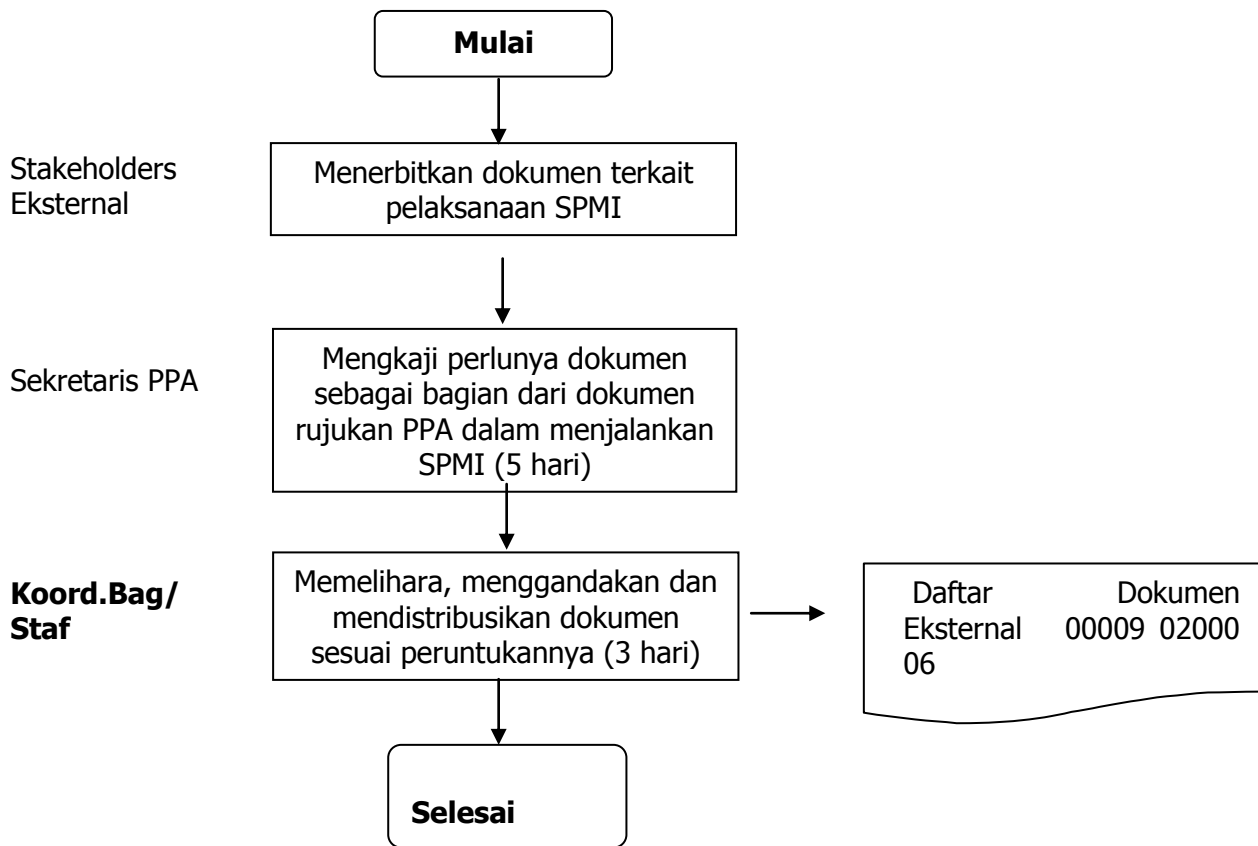 Mulai
Stakeholders
Eksternal
Menerbitkan dokumen terkait
pelaksanaan SPMI
Sekretaris PPA
Mengkaji perlunya dokumen
sebagai bagian dari dokumen
rujukan PPA dalam menjalankan
SPMI (5 hari)
Koord.Bag/
Staf
Memelihara, menggandakan dan
mendistribusikan dokumen
sesuai peruntukannya (3 hari)
Daftar Dokumen
Eksternal 00009 02000
06
Selesai